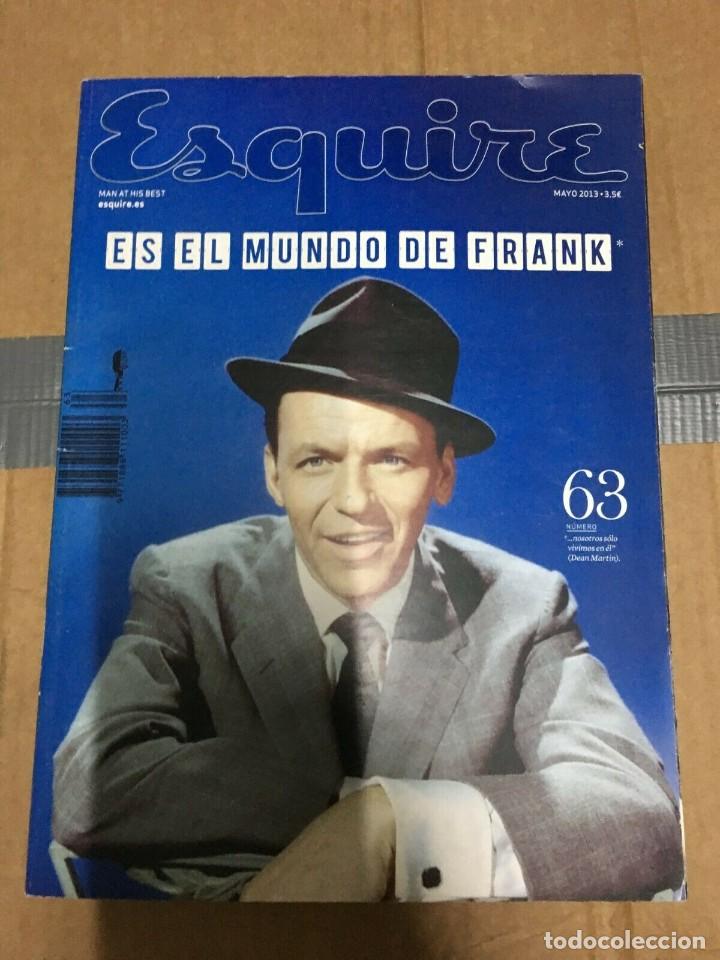 Esquire
MAN AT HIS BEST
esquire.es
MAYO 2013 • 3,5€
ES EL MUNDO DE FRANK*
63
NÚMERO
"...nosotros sólo
vivimos en él"
(Dean Martin).
63
todocoleccion